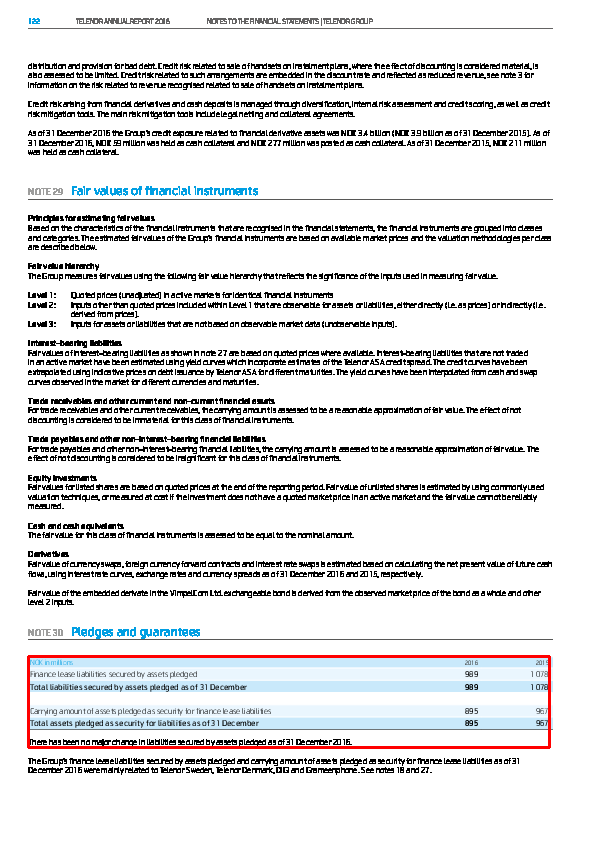 122 TELENOR ANNUAL REPORT 2016 NOTES TO THE FINANCIAL STATEMENTS | TELENOR GROUP
distribution and provision for bad debt. Credit risk related to sale of handsets on instalment plans, where the effect of discounting is considered material, is
also assessed to be limited. Credit risk related to such arrangements are embedded in the discount rate and reflected as reduced revenue, see note 3 for
information on the risk related to revenue recognised related to sale of handsets on instalment plans.
Credit risk arising from financial derivatives and cash deposits is managed through diversification, internal risk assessment and credit scoring, as well as credit
risk mitigation tools. The main risk mitigation tools include legal netting and collateral agreements.
As of 31 December 2016 the Group's credit exposure related to financial derivative assets was NOK 3.4 billion (NOK 3.9 billion as of 31 December 2015). As of
31 December 2016, NOK 59 million was held as cash collateral and NOK 277 million was posted as cash collateral. As of 31 December 2015, NOK 211 million
was held as cash collateral.
NOTE 29 Fair values of financial instruments
Principles for estimating fair values
Based on the characteristics of the financial instruments that are recognised in the financial statements, the financial instruments are grouped into classes
and categories. The estimated fair values of the Group's financial instruments are based on available market prices and the valuation methodologies per class
are described below.
Fair value hierarchy
The Group measures fair values using the following fair value hierarchy that reflects the significance of the inputs used in measuring fair value.
Level 1: Quoted prices (unadjusted) in active markets for identical financial instruments
Level 2: Inputs other than quoted prices included within Level 1 that are observable for assets or liabilities, either directly (i.e. as prices) or indirectly (i.e.
derived from prices).
Level 3: Inputs for assets or liabilities that are not based on observable market data (unobservable inputs).
Interest-bearing liabilities
Fair values of interest-bearing liabilities as shown in note 27 are based on quoted prices where available. Interest-bearing liabilities that are not traded
in an active market have been estimated using yield curves which incorporate estimates of the Telenor ASA credit spread. The credit curves have been
extrapolated using indicative prices on debt issuance by Telenor ASA for different maturities. The yield curves have been interpolated from cash and swap
curves observed in the market for different currencies and maturities.
Trade receivables and other current and non-current financial assets
For trade receivables and other current receivables, the carrying amount is assessed to be a reasonable approximation of fair value. The effect of not
discounting is considered to be immaterial for this class of financial instruments.
Trade payables and other non-interest-bearing financial liabilities
For trade payables and other non-interest-bearing financial liabilities, the carrying amount is assessed to be a reasonable approximation of fair value. The
effect of not discounting is considered to be insignificant for this class of financial instruments.
Equity investments
Fair values for listed shares are based on quoted prices at the end of the reporting period. Fair value of unlisted shares is estimated by using commonly used
valuation techniques, or measured at cost if the investment does not have a quoted market price in an active market and the fair value cannot be reliably
measured.
Cash and cash equivalents
The fair value for this class of financial instruments is assessed to be equal to the nominal amount.
Derivatives
Fair value of currency swaps, foreign currency forward contracts and interest rate swaps is estimated based on calculating the net present value of future cash
flows, using interest rate curves, exchange rates and currency spreads as of 31 December 2016 and 2015, respectively.
Fair value of the embedded derivate in the VimpelCom Ltd. exchangeable bond is derived from the observed market price of the bond as a whole and other
level 2 inputs.
NOTE 30 Pledges and guarantees
NOK in millions 2016 2015
Finance lease liabilities secured by assets pledged 989 1 078
Total liabilities secured by assets pledged as of 31 December 989 1 078
Carrying amount of assets pledged as security for finance lease liabilities 895 967
Total assets pledged as security for liabilities as of 31 December 895 967
There has been no major change in liabilities secured by assets pledged as of 31 December 2016.
The Group's finance lease liabilities secured by assets pledged and carrying amount of assets pledged as security for finance lease liabilities as of 31
December 2016 were mainly related to Telenor Sweden, Telenor Denmark, DiGi and Grameenphone. See notes 18 and 27.